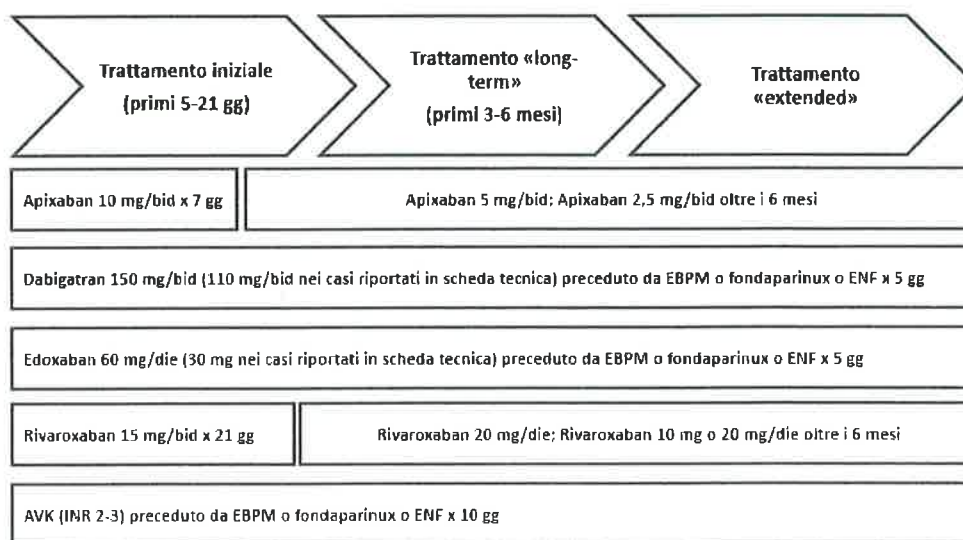 Trattamento iniziale
(primi 5-21 gg)
Trattamento «long-
term»
(primi 3-6 mesi)
Trattamento
«extended»
Apixaban 10 mg/bid x 7 gg
Apixaban 5 mg/bid; Apixaban 2,5 mg/bid oltre i 6 mesi
Dabigatran 150 mg/bid (110 mg/bid nei casi riportati in scheda tecnica) preceduto da EBPM o fondaparinux o ENF x 5 gg
Edoxaban 60 mg/die (30 mg nei casi riportati in scheda tecnica) preceduto da EBPM o fondaparinux o ENF x 5 gg
Rivaroxaban 15 mg/bid x 21 gg
Rivaroxaban 20 mg/die; Rivaroxaban 10 mg o 20 mg/die oltre i 6 mesi
AVK (INR 2-3) preceduto da EBPM o fondaparinux o ENF x 10 gg